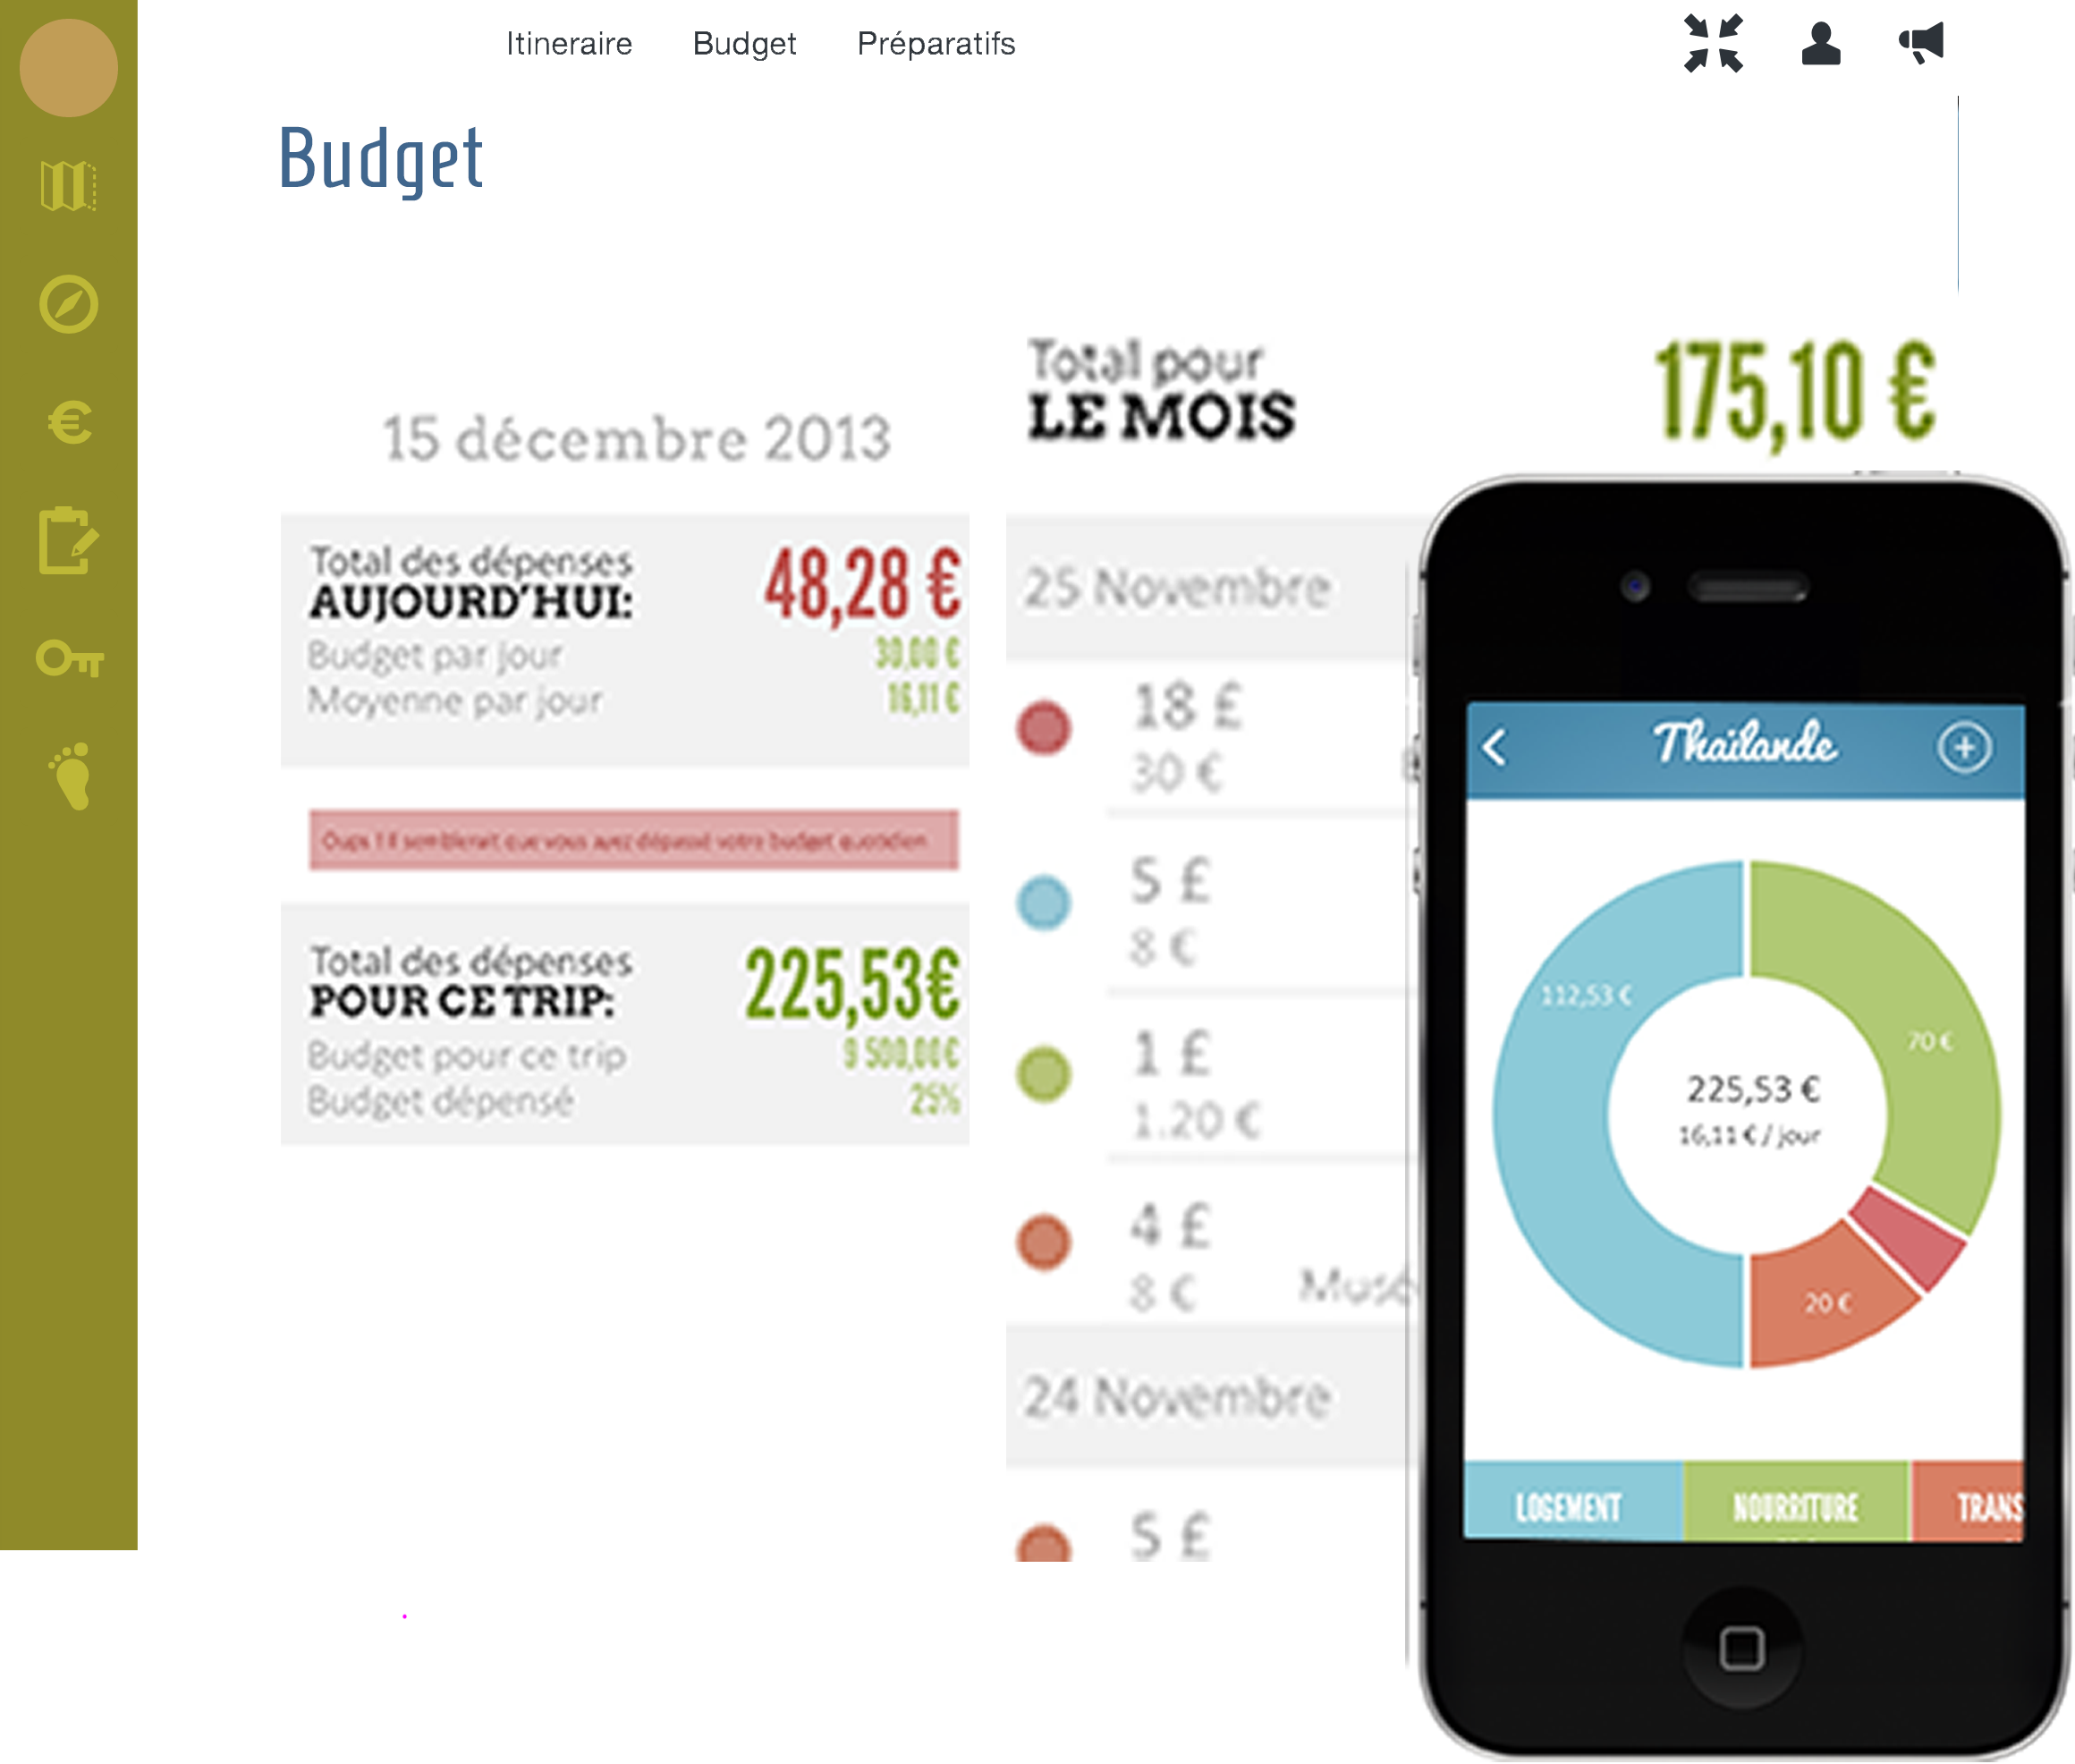 Itineraire Budget Préparatifs
Budget
15 décembre 2013
Total des dépenses
AUJOURD'HUI:
48,28 €
Budget par jour 30,00 €
Moyenne par jour 16,11 €
Oups ! Il semblerait que vous avez dépassé votre budget quotidien
Total des dépenses
POUR CE TRIP:
225,53€
Budget pour ce trip 9 500,00€
Budget dépensé 25%
Total pour
LE MOIS
175,10 €
25 Novembre
18 £
30 €
5 £
8 €
1 £
1.20 €
4 £
8 €
24 Novembre
5 £
Thailande
112,53 €
70 €
225,53 €
16,11 € / jour
20 €
LOGEMENT NOURRITURE TRANS